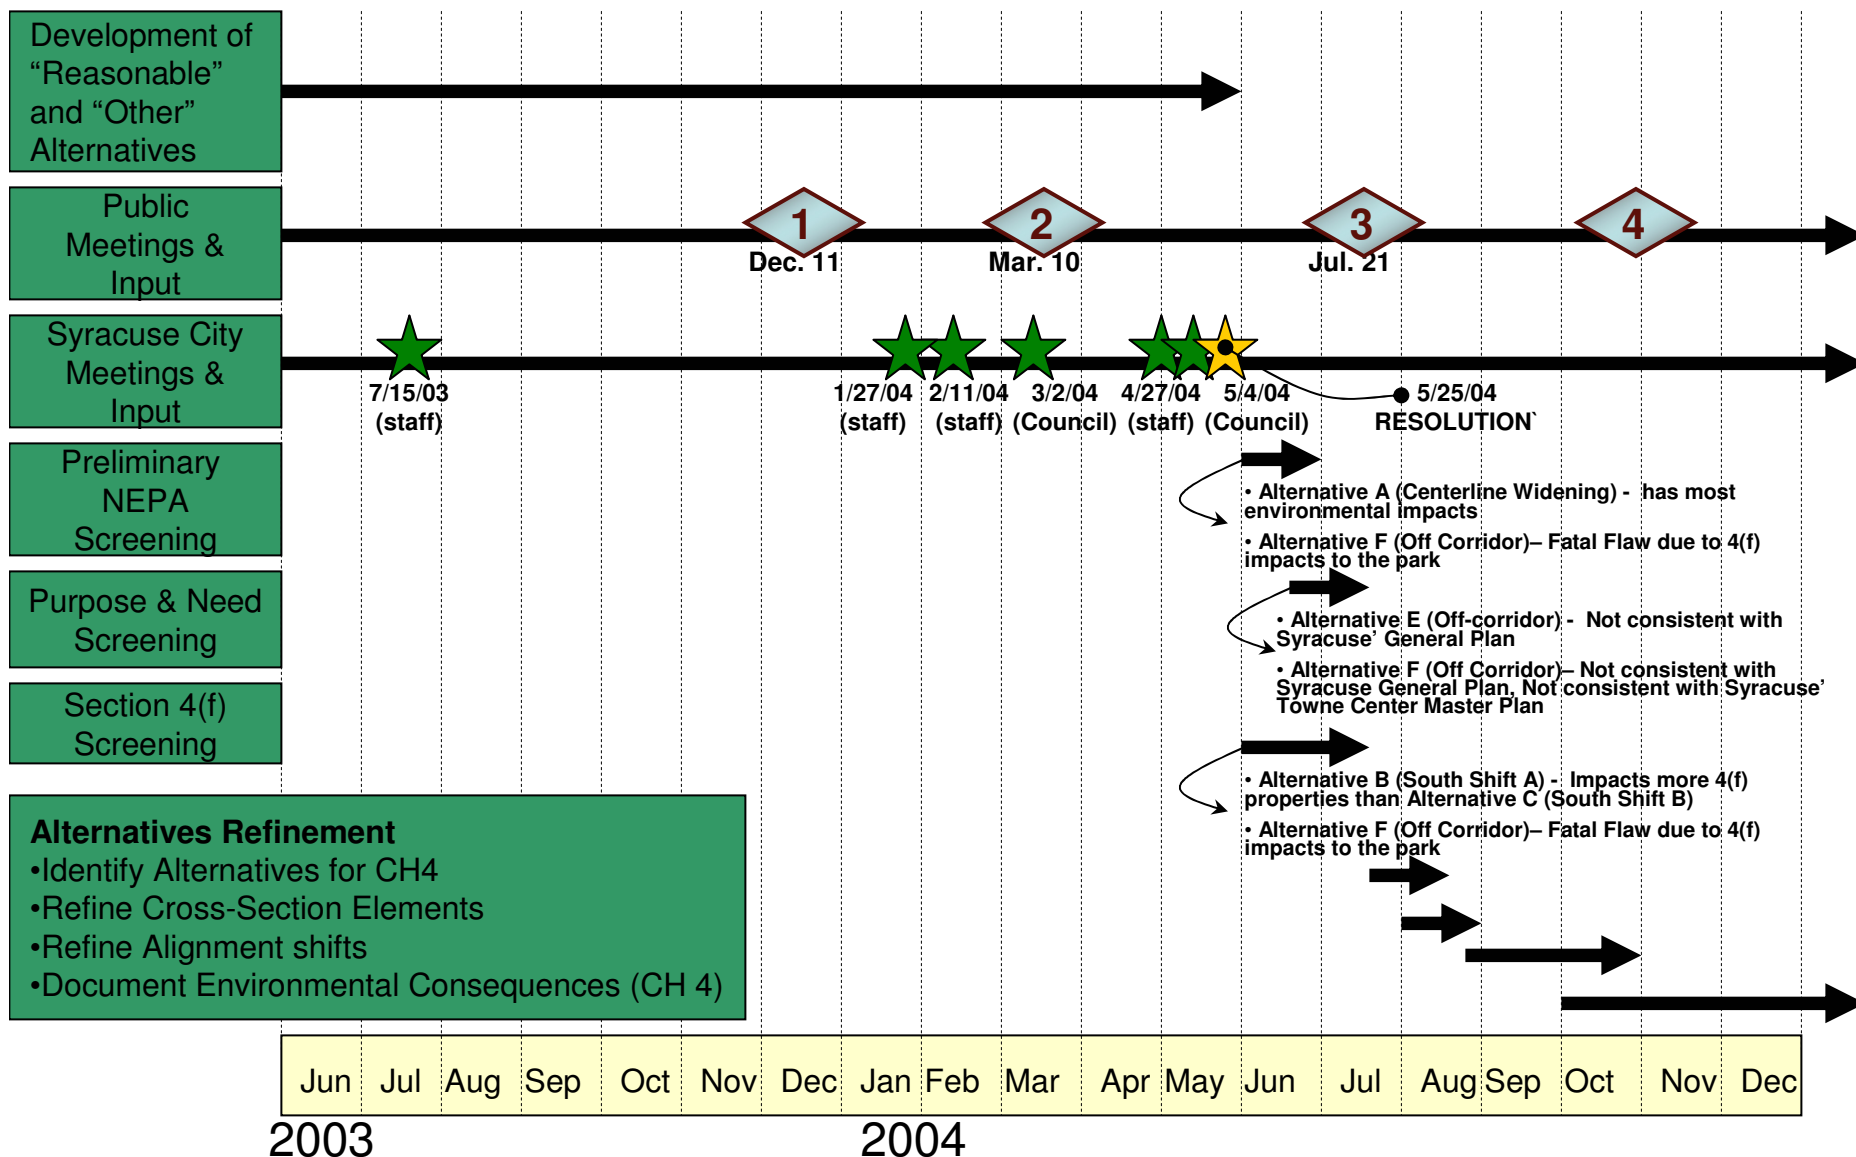 Development of
“Reasonable”
and “Other”
Alternatives
Public
Meetings &
Input
1
2
3
4
Dec. 11
Mar. 10
Jul. 21
Syracuse City
Meetings &
Input
7/15/03
(staff)
1/27/04
(staff)
2/11/04
(staff)
3/2/04
(Council)
4/27/04
(staff)
5/4/04
(Council)
5/25/04
RESOLUTION`
Preliminary
NEPA
Screening
• Alternative A (Centerline Widening) - has most
environmental impacts
• Alternative F (Off Corridor)– Fatal Flaw due to 4(f)
impacts to the park
Purpose & Need
Screening
• Alternative E (Off-corridor) - Not consistent with
Syracuse’ General Plan
• Alternative F (Off Corridor)– Not consistent with
Syracuse General Plan, Not consistent with Syracuse’
Towne Center Master Plan
Section 4(f)
Screening
• Alternative B (South Shift A) - Impacts more 4(f)
properties than Alternative C (South Shift B)
• Alternative F (Off Corridor)– Fatal Flaw due to 4(f)
impacts to the park
Alternatives Refinement
•Identify Alternatives for CH4
•Refine Cross-Section Elements
•Refine Alignment shifts
•Document Environmental Consequences (CH 4)
Jun Jul Aug Sep Oct Nov Dec Jan Feb Mar Apr May Jun Jul Aug Sep Oct Nov Dec
2003 2004